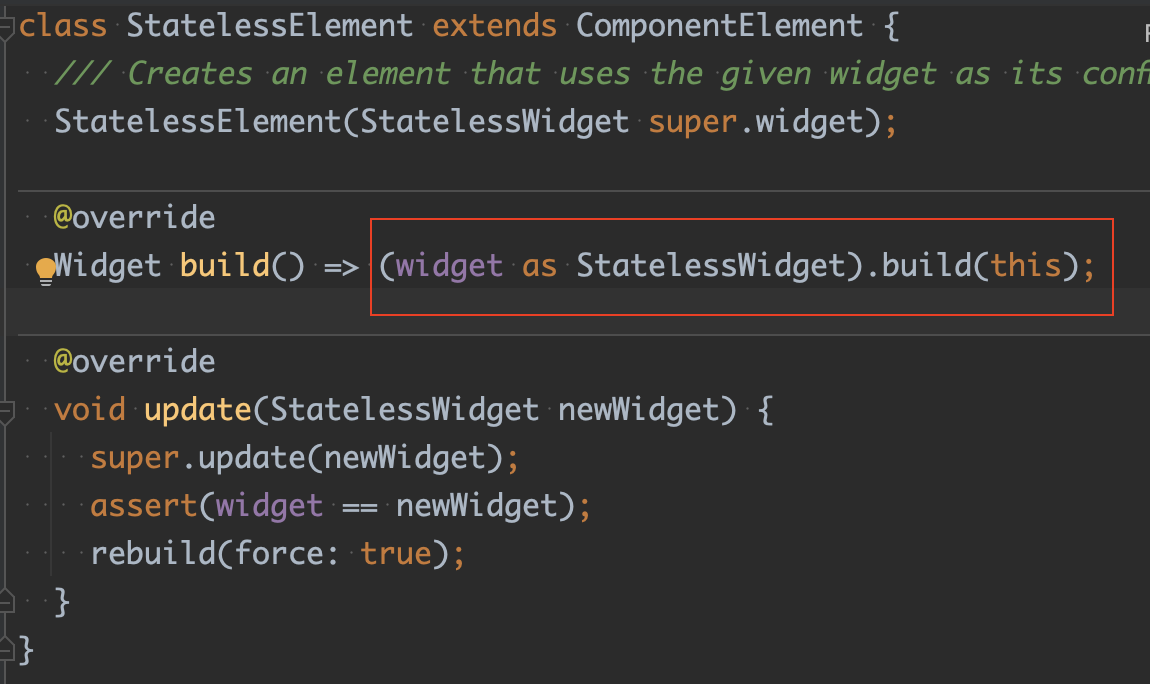 class StatelessElement extends ComponentElement {
/// Creates an element that uses the given widget as its
StatelessElement(StatelessWidget super.widget);
@override
Widget build() => (widget as StatelessWidget).build(this);
@override
void update(StatelessWidget newWidget) {
super.update(newWidget);
assert(widget == newWidget);
rebuild(force: true);
}
}